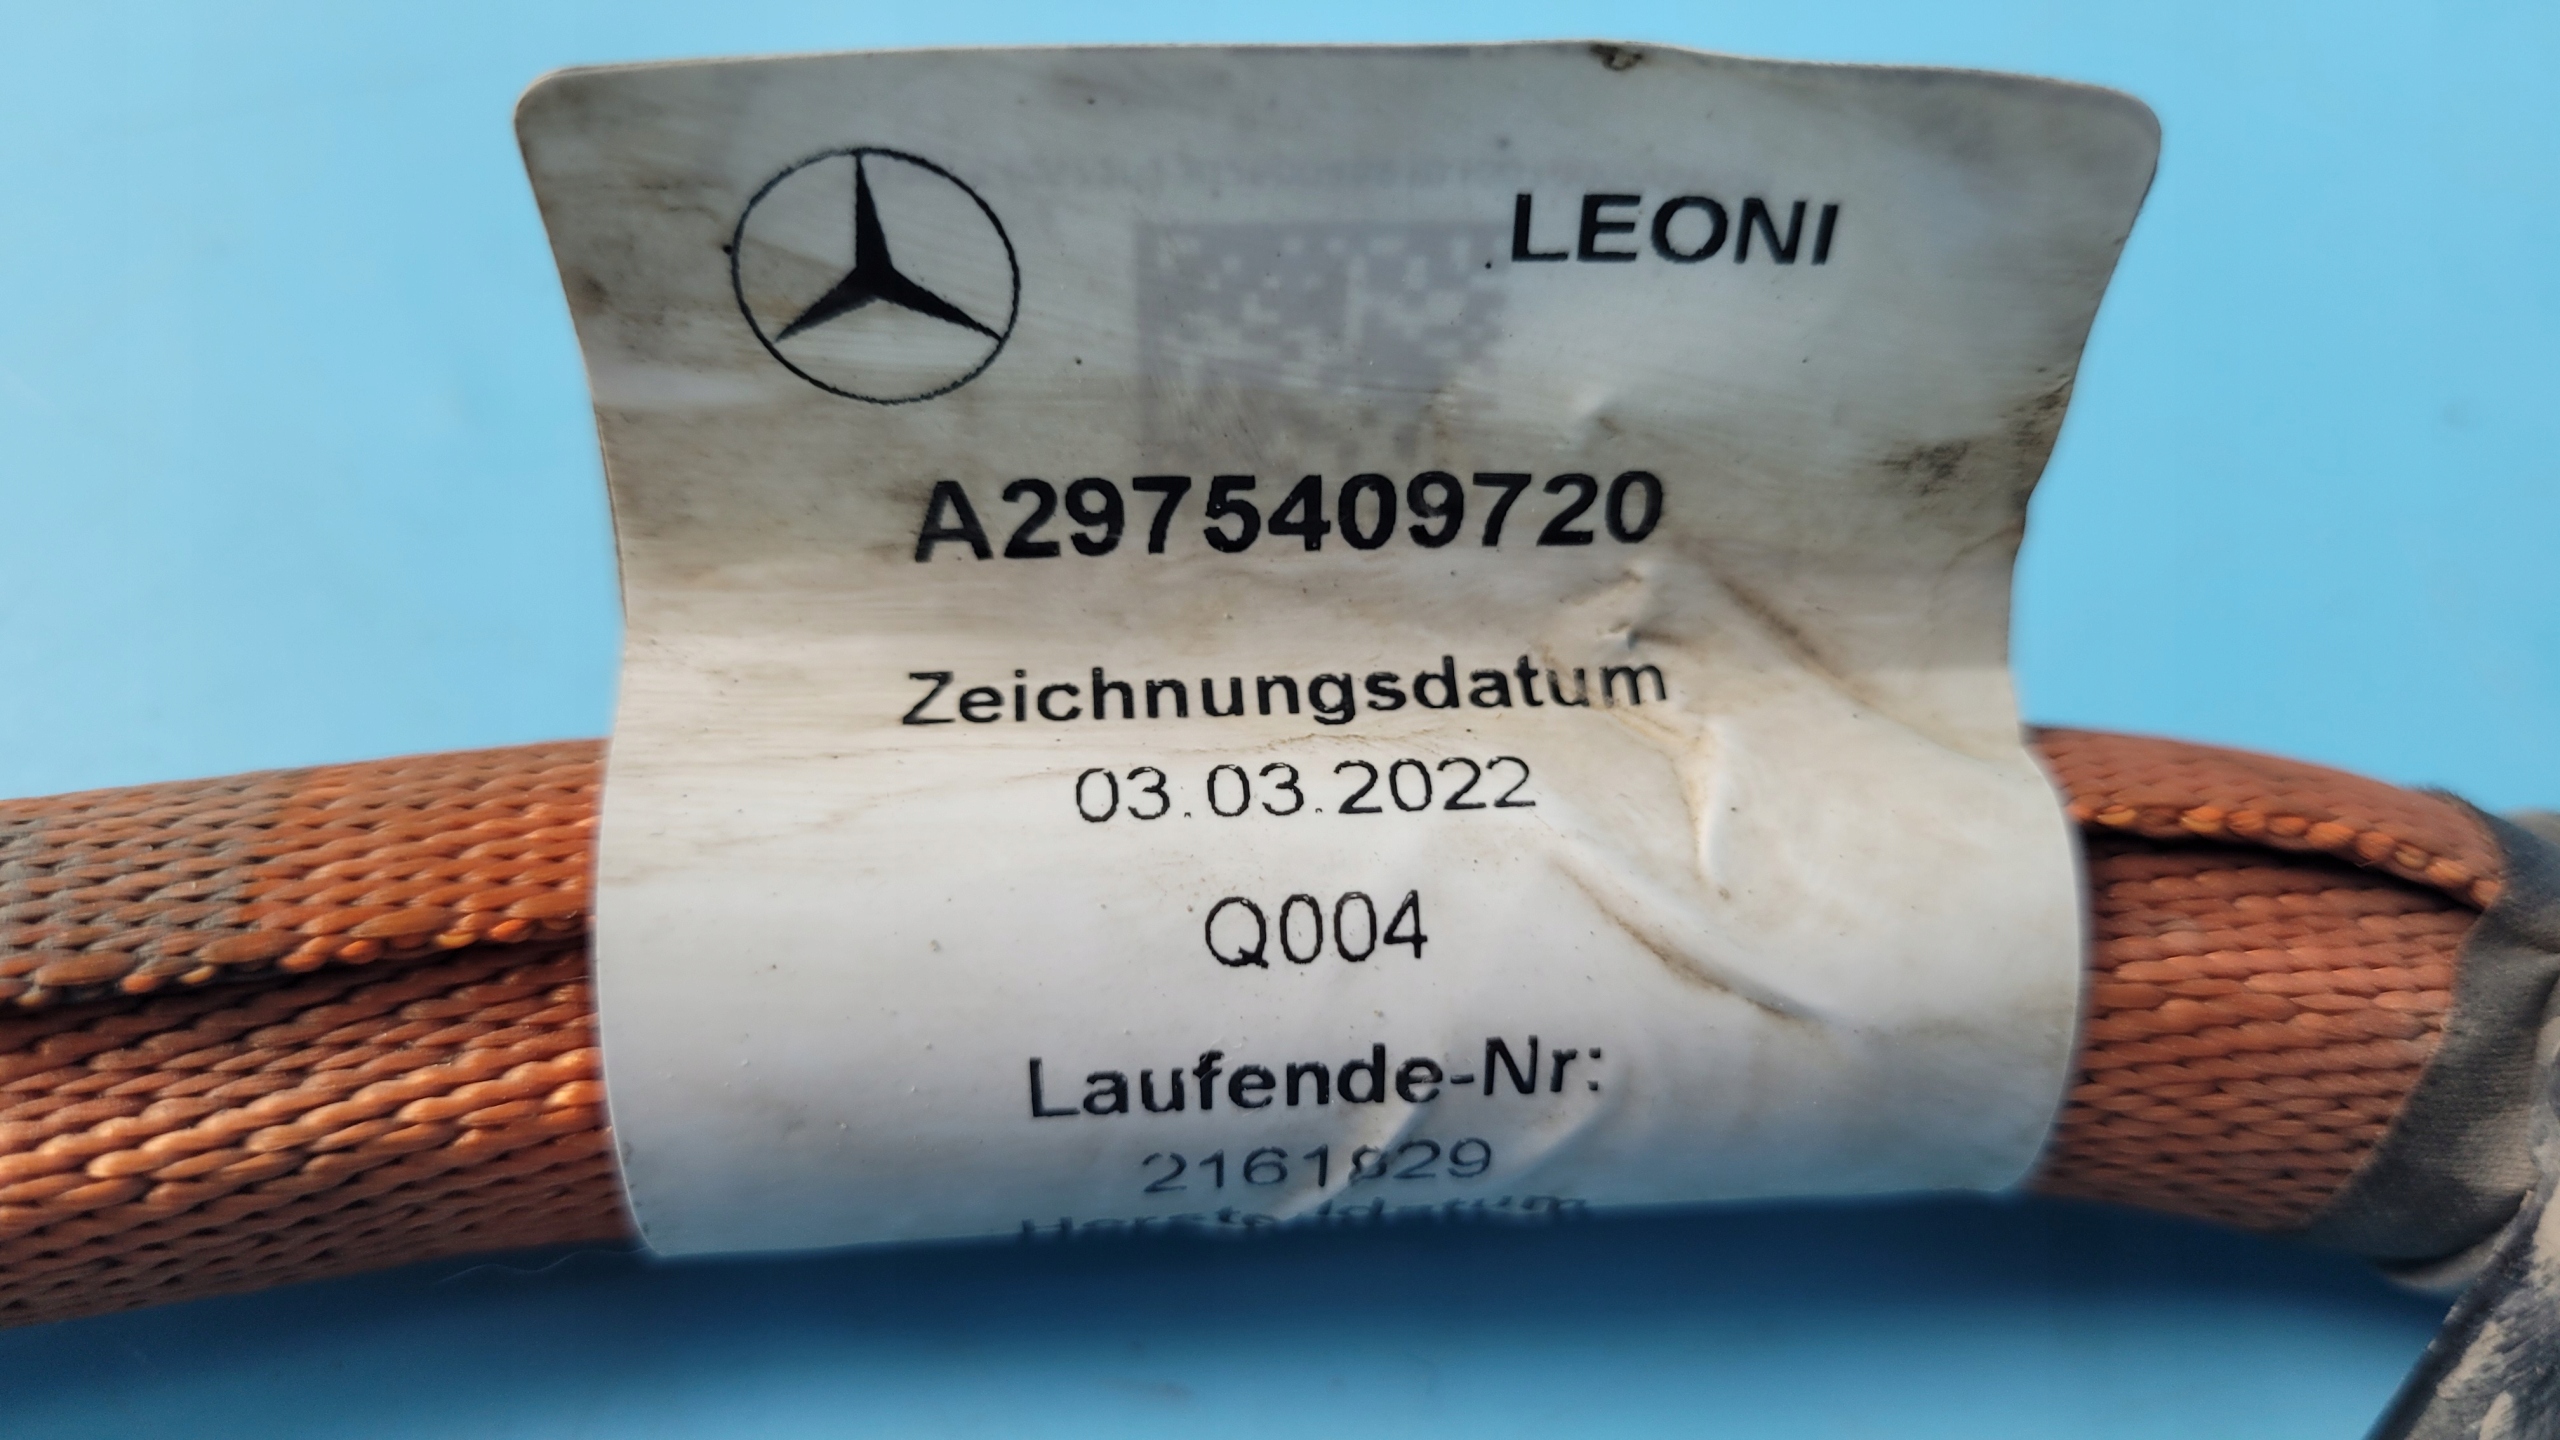 LEONI
A2975409720
Zeichnungsdatum
03.03.2022
Q004
Laufende-Nr: